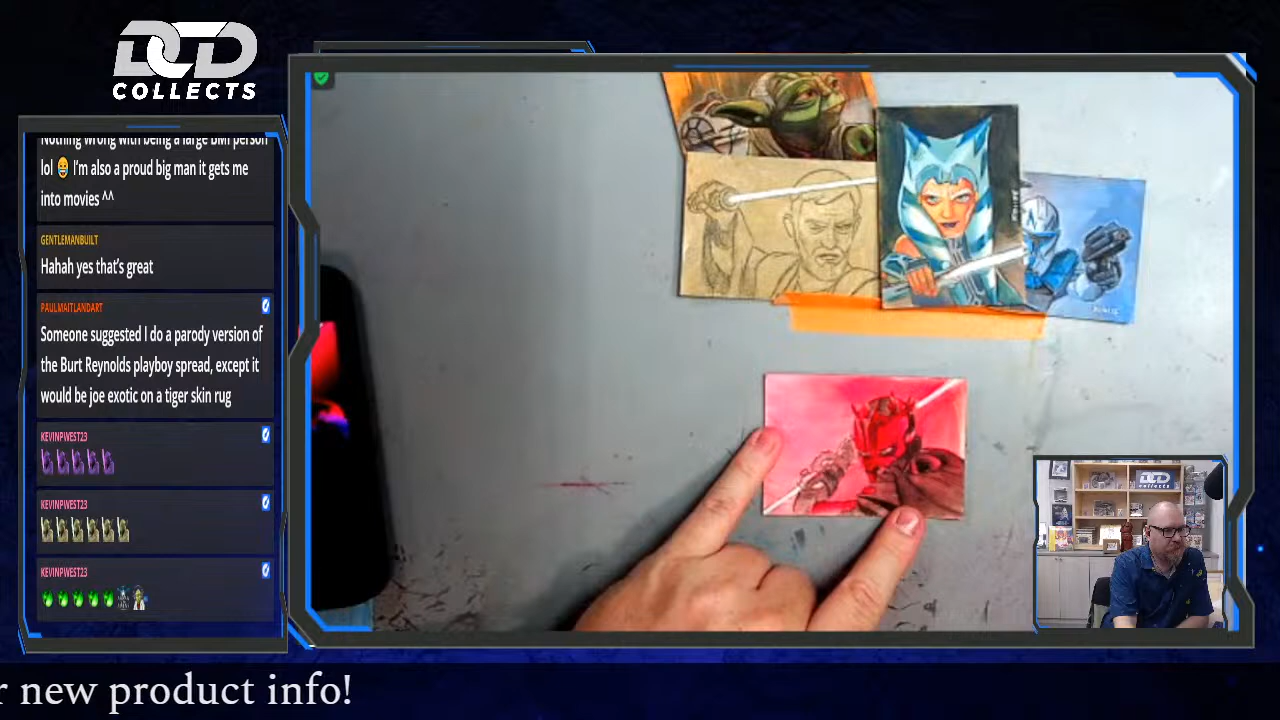 DCD
COLLECTS
Nothing wrong with being a large BMI person
lol 😀 I'm also a proud big man it gets me
into movies ^^
GENTLEMANBUILT
Hahah yes that's great
PAULMAITLANDART
Someone suggested I do a parody version of
the Burt Reynolds playboy spread, except it
would be joe exotic on a tiger skin rug
KEVINPWEST23
KEVINPWEST23
KEVINPWEST23
DCD
COLLECTS
r new product info!